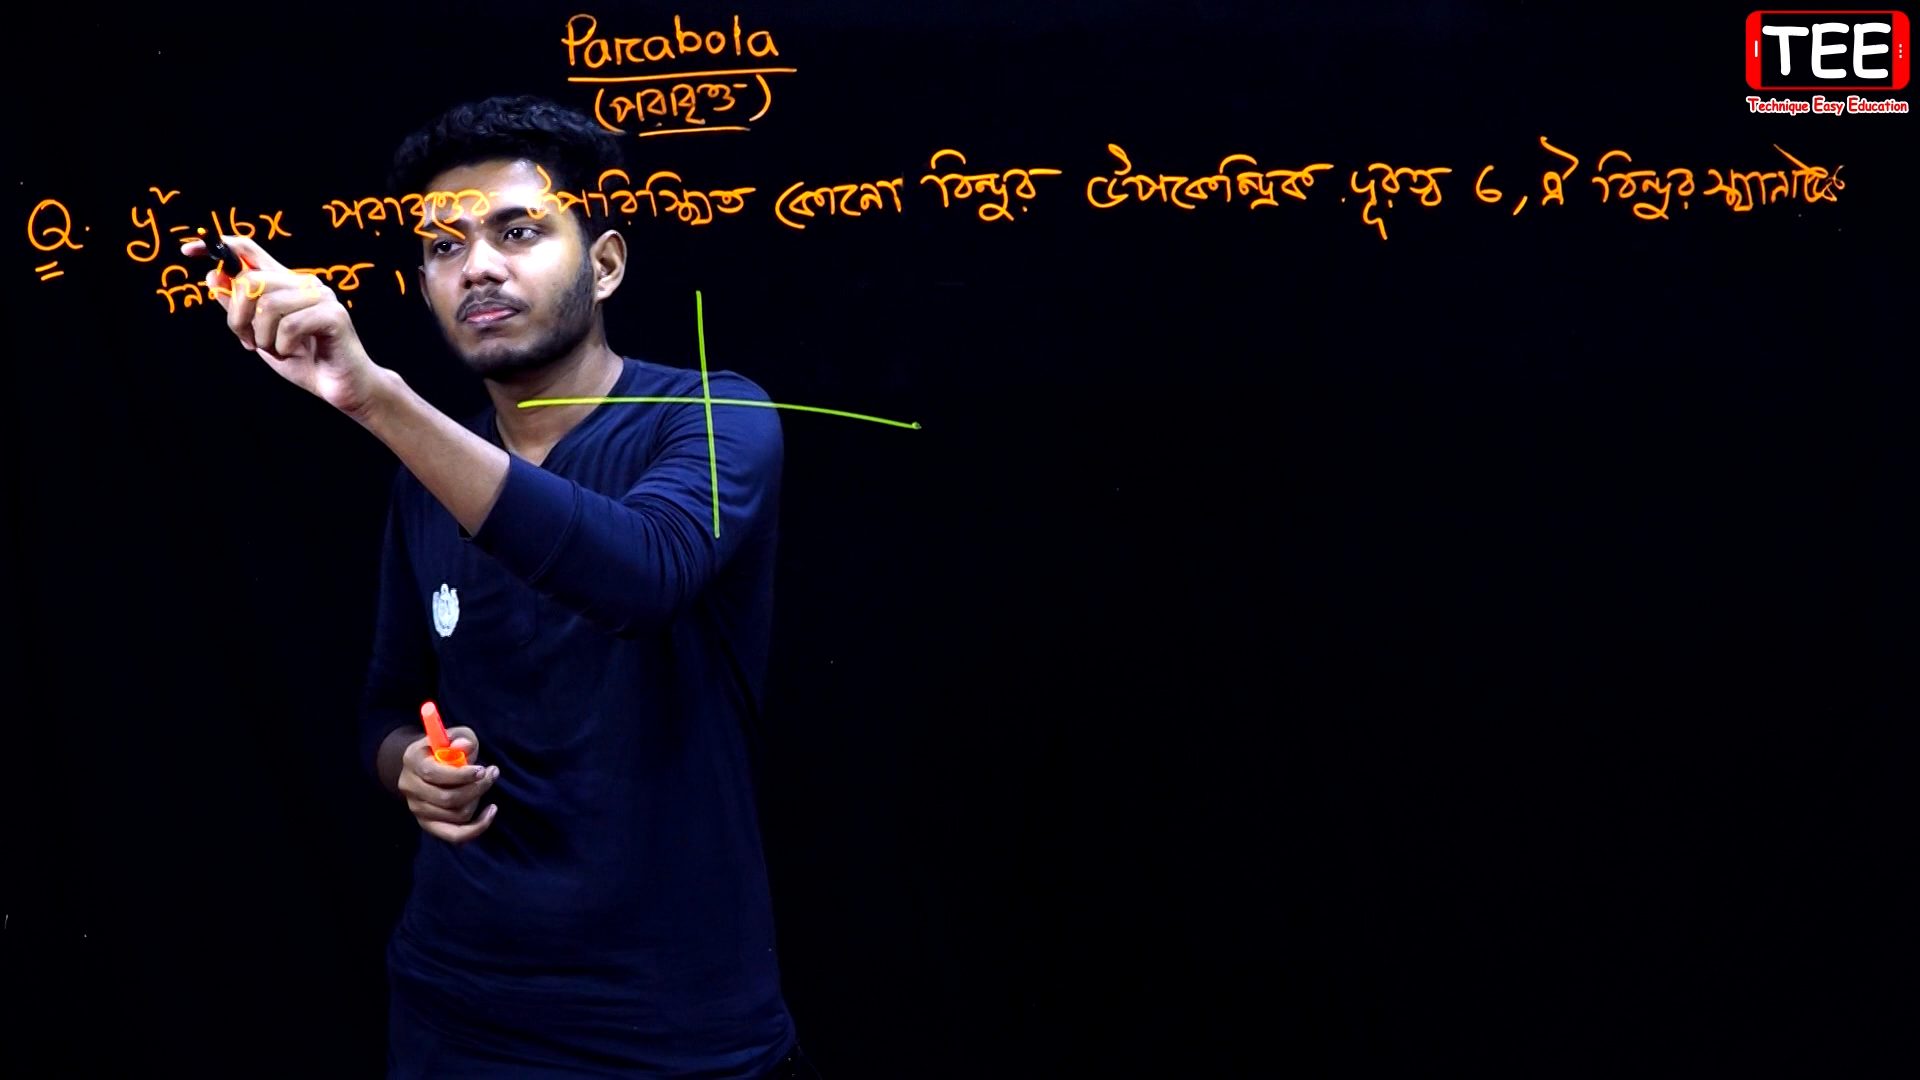 Parabola
(পরাবৃত্ত)
Q. y² = 16x পরাবৃত্তের উপরিস্থিত কোনো বিন্দুর উপকেন্দ্রিক দূরত্ব 6, ঐ বিন্দুর স্থানাঙ্ক
নির্ণয় কর ।
TEE
Technique Easy Education